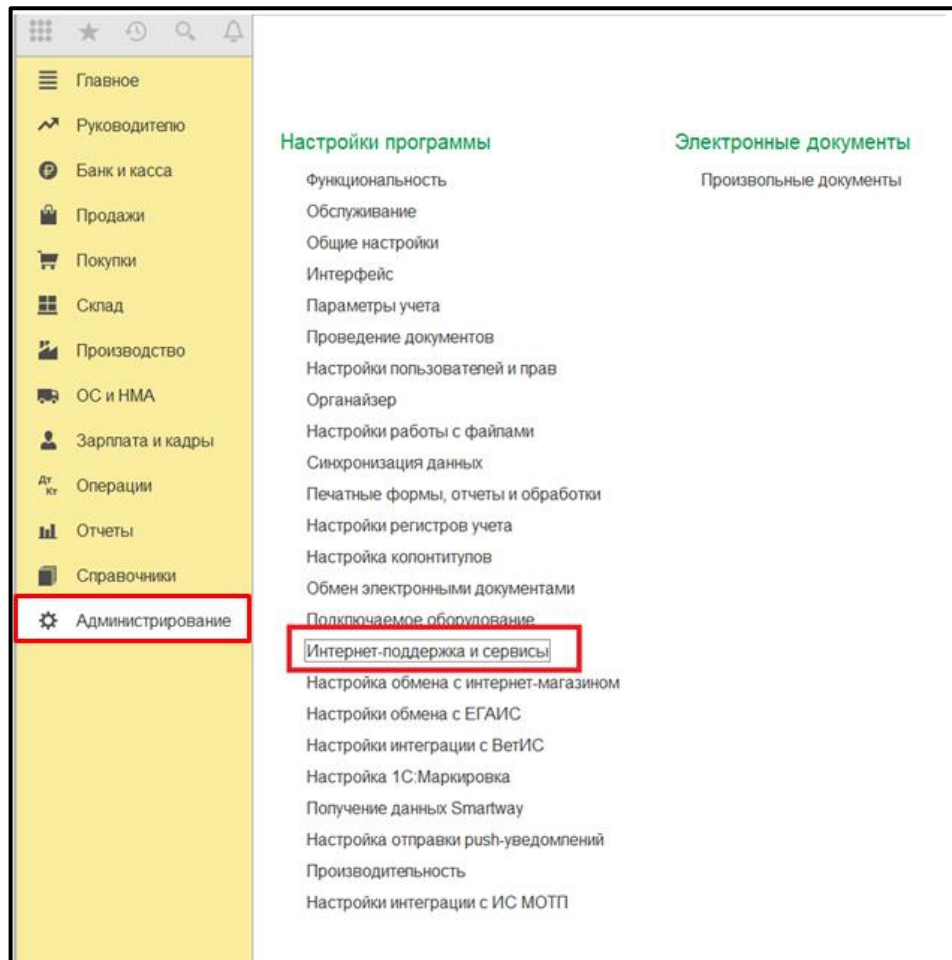 Главное
Руководителю
Банк и касса
Продажи
Покупки
Склад
Производство
ОС и НМА
Зарплата и кадры
Дт Кт Операции
Отчеты
Справочники
Администрирование
Настройки программы
Функциональность
Обслуживание
Общие настройки
Интерфейс
Параметры учета
Проведение документов
Настройки пользователей и прав
Органайзер
Настройки работы с файлами
Синхронизация данных
Печатные формы, отчеты и обработки
Настройки регистров учета
Настройка колонтитулов
Обмен электронными документами
Подключаемое оборудование
Интернет-поддержка и сервисы
Настройка обмена с интернет-магазином
Настройки обмена с ЕГАИС
Настройки интеграции с ВетИС
Настройка 1С:Маркировка
Получение данных Smartway
Настройка отправки push-уведомлений
Производительность
Настройки интеграции с ИС МОТП
Электронные документы
Произвольные документы